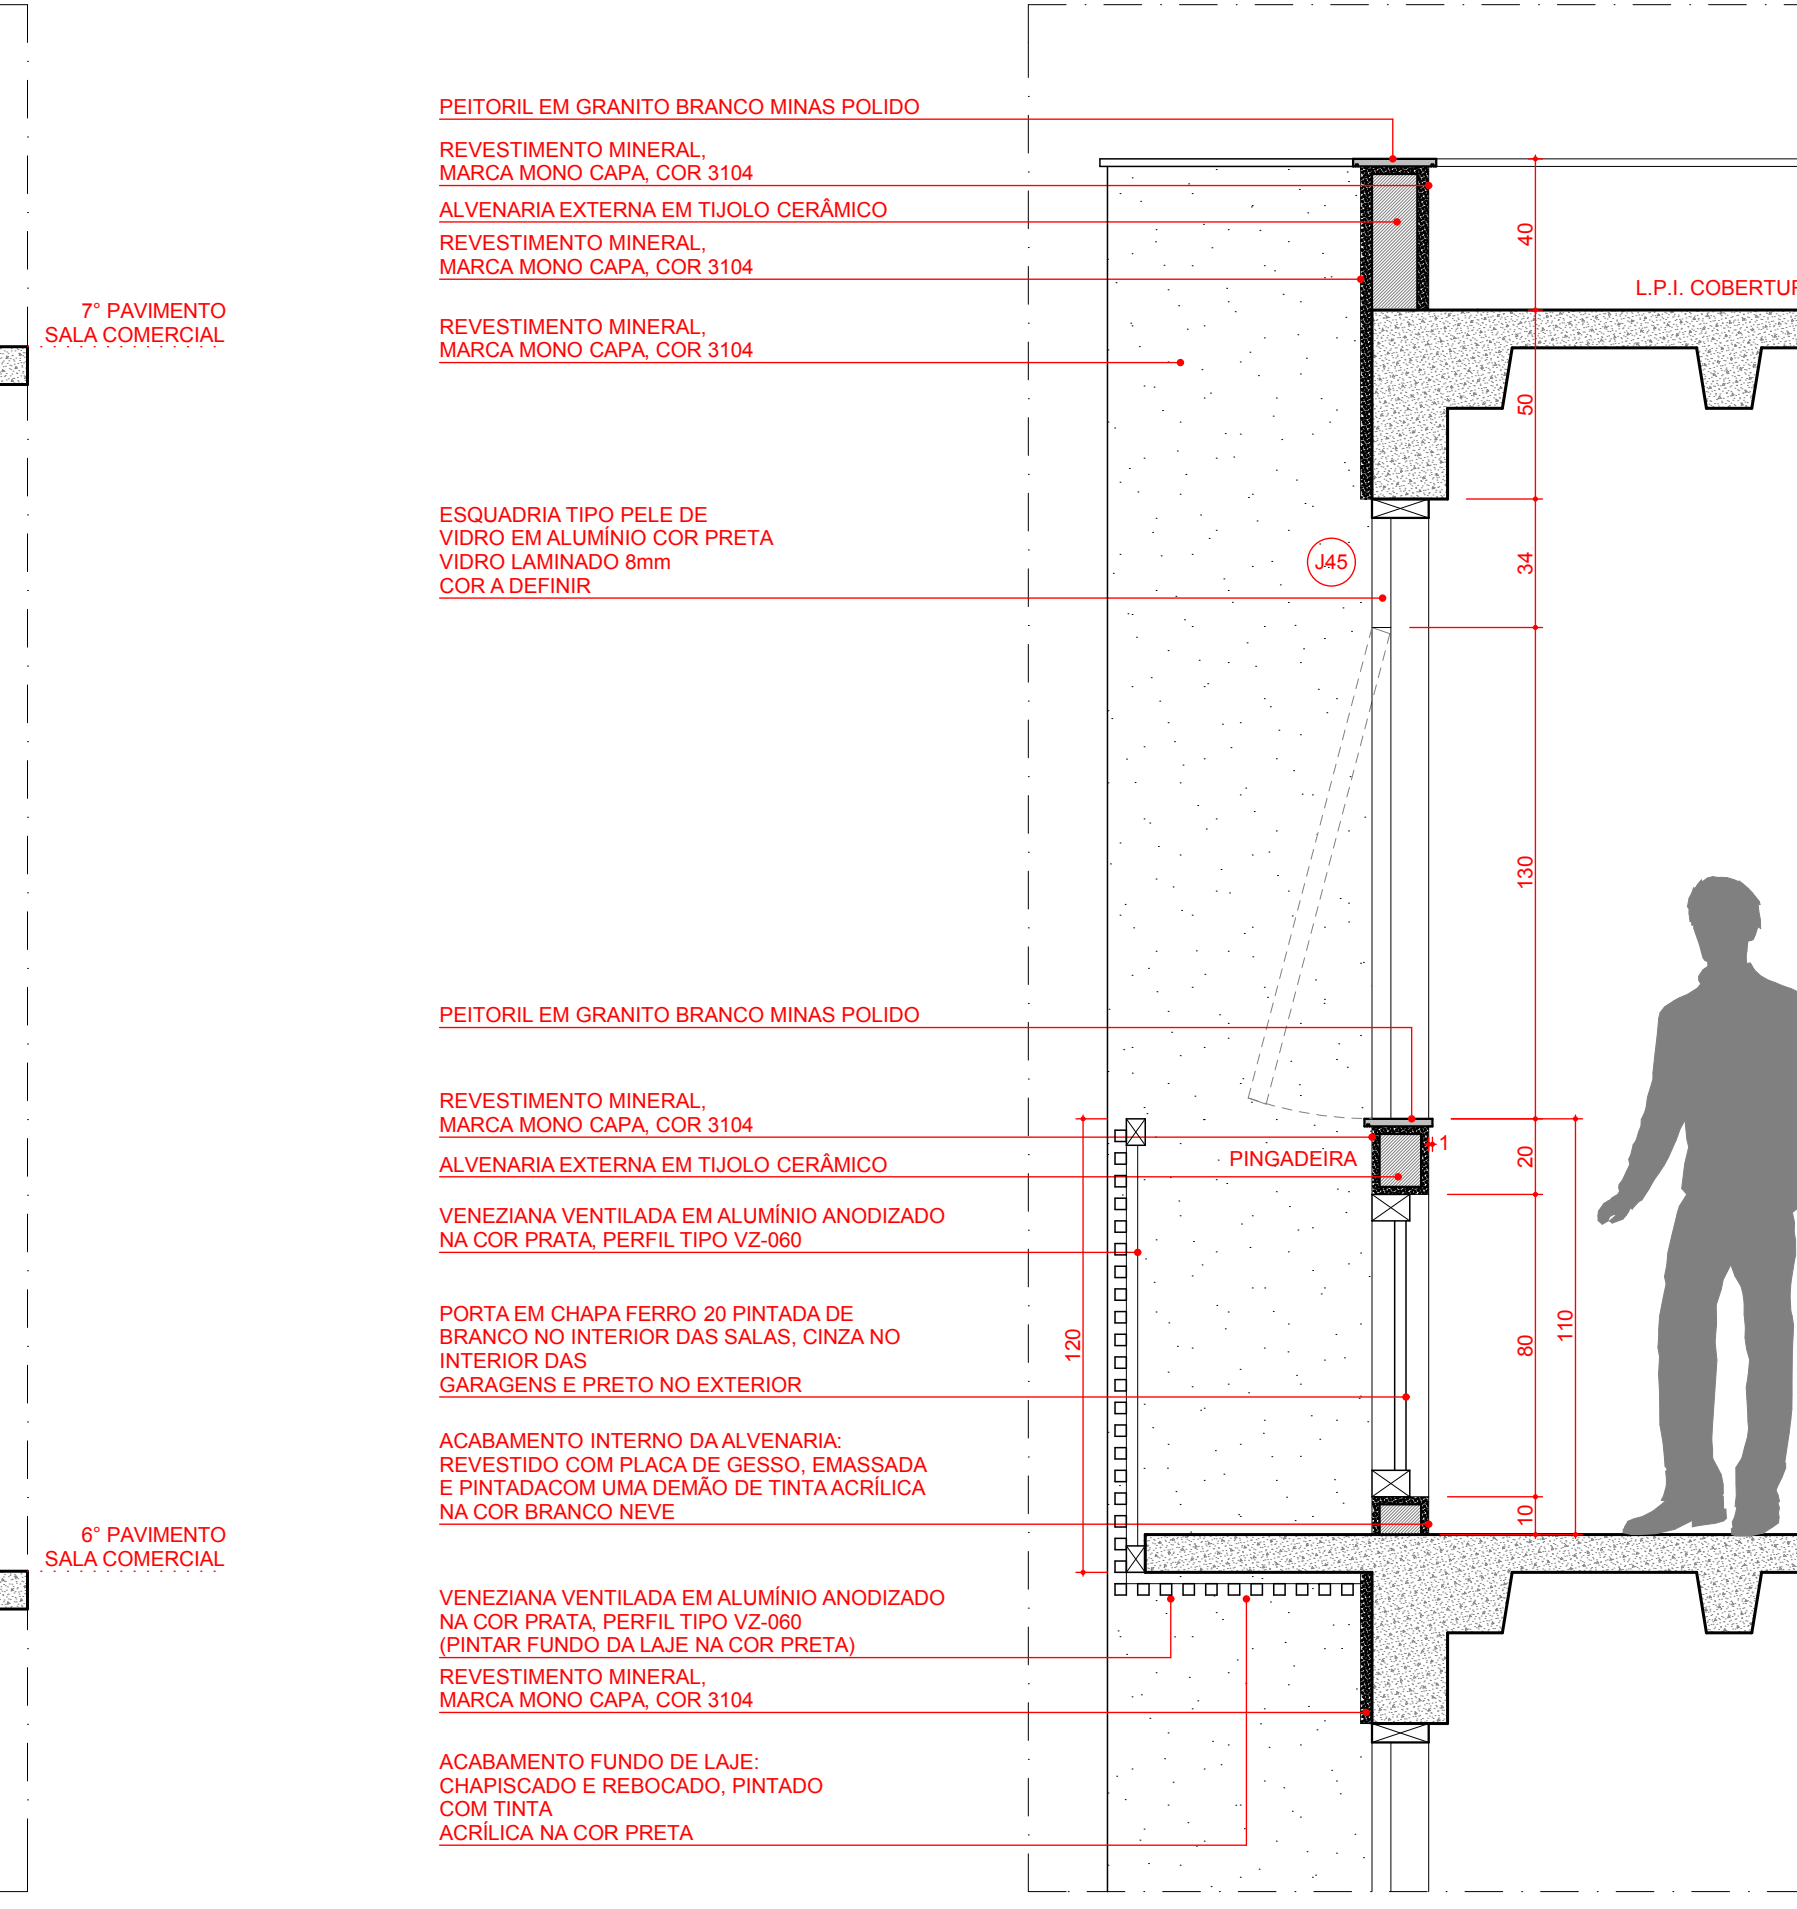 PEITORIL EM GRANITO BRANCO MINAS POLIDO
REVESTIMENTO MINERAL,
MARCA MONO CAPA, COR 3104
ALVENARIA EXTERNA EM TIJOLO CERÂMICO
REVESTIMENTO MINERAL,
MARCA MONO CAPA, COR 3104
40
L.P.I. COBERTUR
7° PAVIMENTO
SALA COMERCIAL
REVESTIMENTO MINERAL,
MARCA MONO CAPA, COR 3104
50
ESQUADRIA TIPO PELE DE
VIDRO EM ALUMÍNIO COR PRETA
VIDRO LAMINADO 8mm
COR A DEFINIR
J45
34
130
PEITORIL EM GRANITO BRANCO MINAS POLIDO
REVESTIMENTO MINERAL,
MARCA MONO CAPA, COR 3104
1
ALVENARIA EXTERNA EM TIJOLO CERÂMICO
PINGADEIRA
20
VENEZIANA VENTILADA EM ALUMÍNIO ANODIZADO
NA COR PRATA, PERFIL TIPO VZ-060
PORTA EM CHAPA FERRO 20 PINTADA DE
BRANCO NO INTERIOR DAS SALAS, CINZA NO
INTERIOR DAS
GARAGENS E PRETO NO EXTERIOR
120
80
110
ACABAMENTO INTERNO DA ALVENARIA:
REVESTIDO COM PLACA DE GESSO, EMASSADA
E PINTADACOM UMA DEMÃO DE TINTA ACRÍLICA
NA COR BRANCO NEVE
10
6° PAVIMENTO
SALA COMERCIAL
VENEZIANA VENTILADA EM ALUMÍNIO ANODIZADO
NA COR PRATA, PERFIL TIPO VZ-060
(PINTAR FUNDO DA LAJE NA COR PRETA)
REVESTIMENTO MINERAL,
MARCA MONO CAPA, COR 3104
ACABAMENTO FUNDO DE LAJE:
CHAPISCADO E REBOCADO, PINTADO
COM TINTA
ACRÍLICA NA COR PRETA